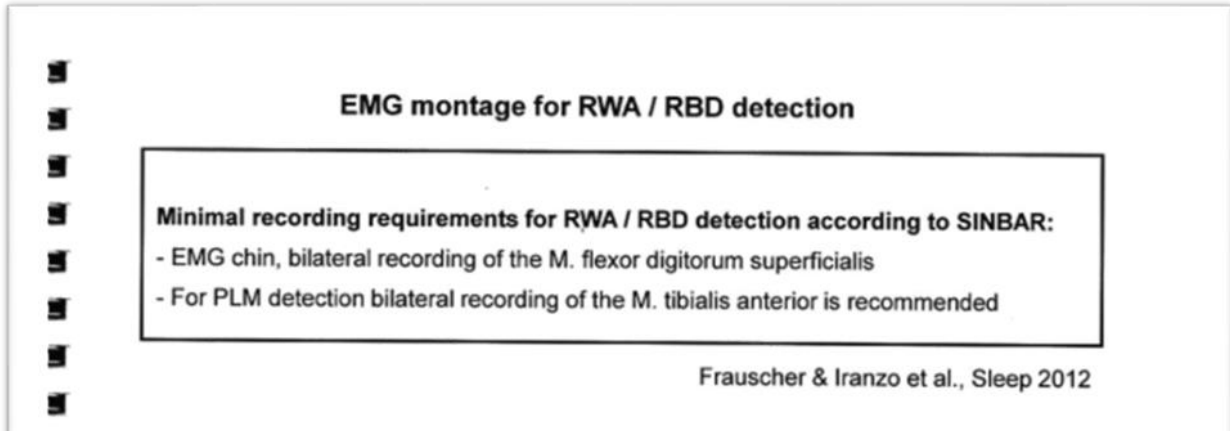 EMG montage for RWA / RBD detection
Minimal recording requirements for RWA / RBD detection according to SINBAR:
- EMG chin, bilateral recording of the M. flexor digitorum superficialis
- For PLM detection bilateral recording of the M. tibialis anterior is recommended
Frauscher & Iranzo et al., Sleep 2012